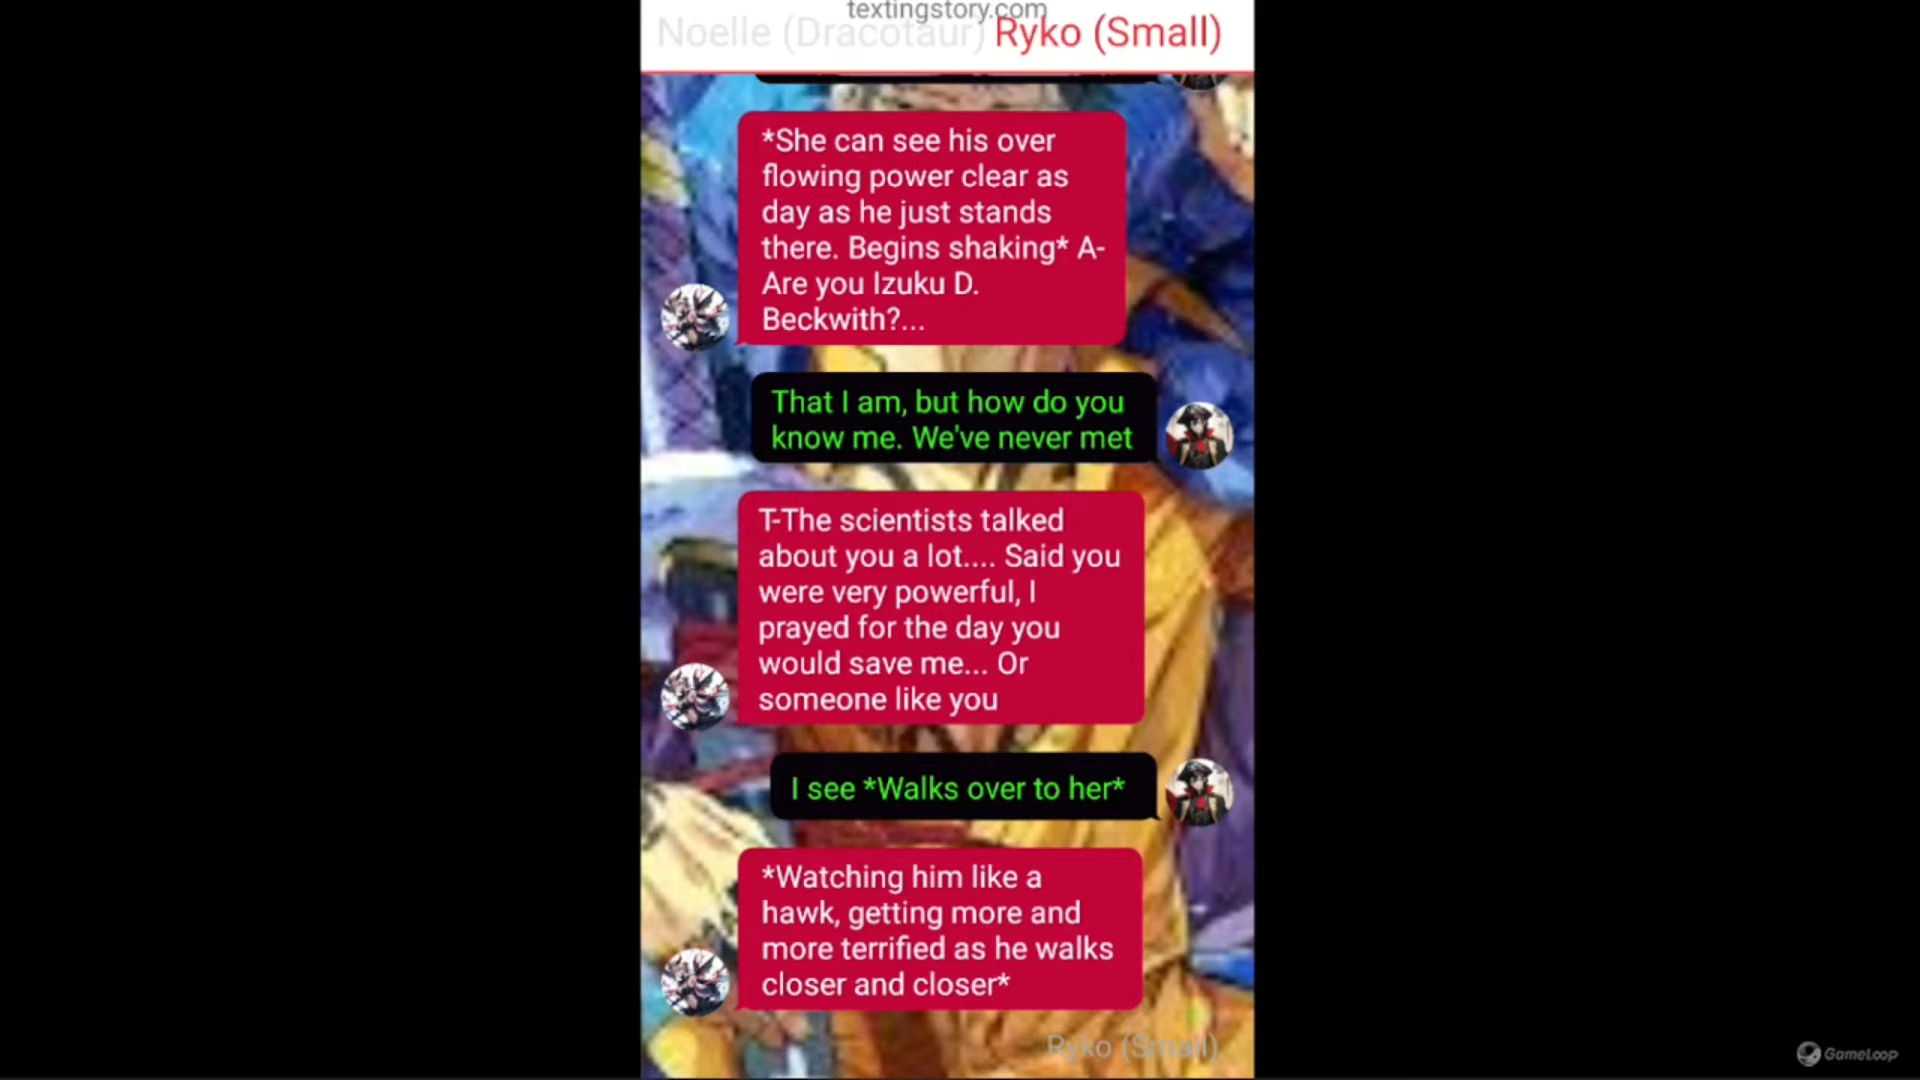 textingstory.com
Noelle (Dracotaur) Ryko (Small)
*She can see his over
flowing power clear as
day as he just stands
there. Begins shaking* A-
Are you Izuku D.
Beckwith?...
That I am, but how do you
know me. We've never met
T-The scientists talked
about you a lot.... Said you
were very powerful, I
prayed for the day you
would save me... Or
someone like you
I see *Walks over to her*
*Watching him like a
hawk, getting more and
more terrified as he walks
closer and closer*
Ryko (Small)
GameLoop